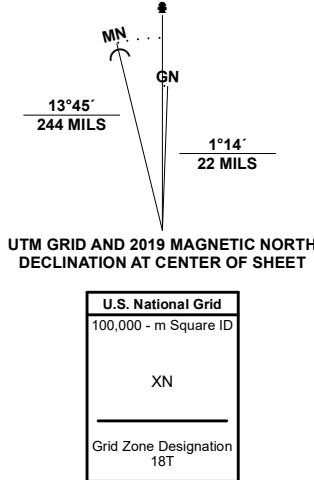 MN
GN
13°45´
244 MILS
1°14´
22 MILS
UTM GRID AND 2019 MAGNETIC NORTH
DECLINATION AT CENTER OF SHEET
U.S. National Grid
100,000 - m Square ID
XN
Grid Zone Designation
18T